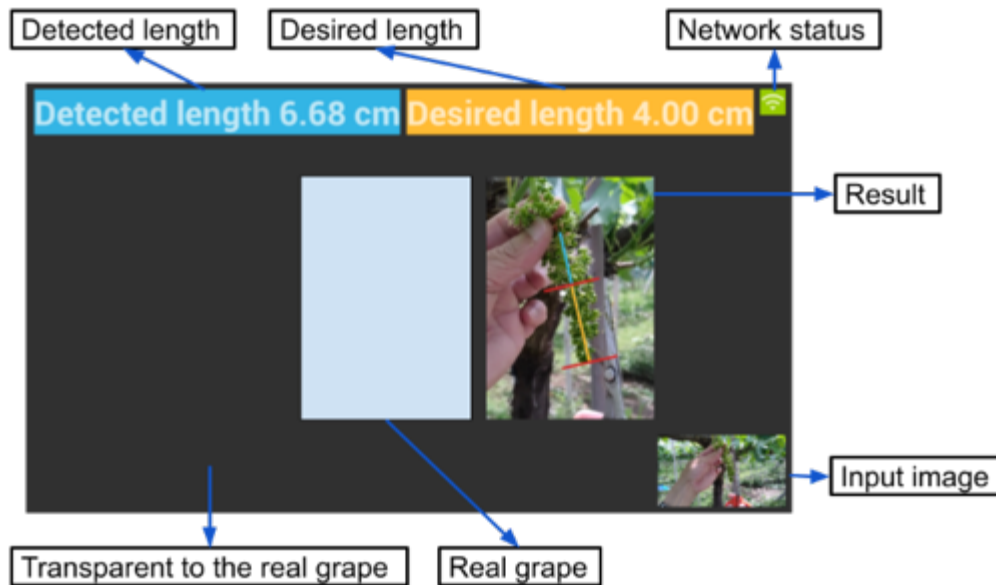 Detected length
Desired length
Network status
Detected length 6.68 cm
Desired length 4.00 cm
Result
Input image
Transparent to the real grape
Real grape